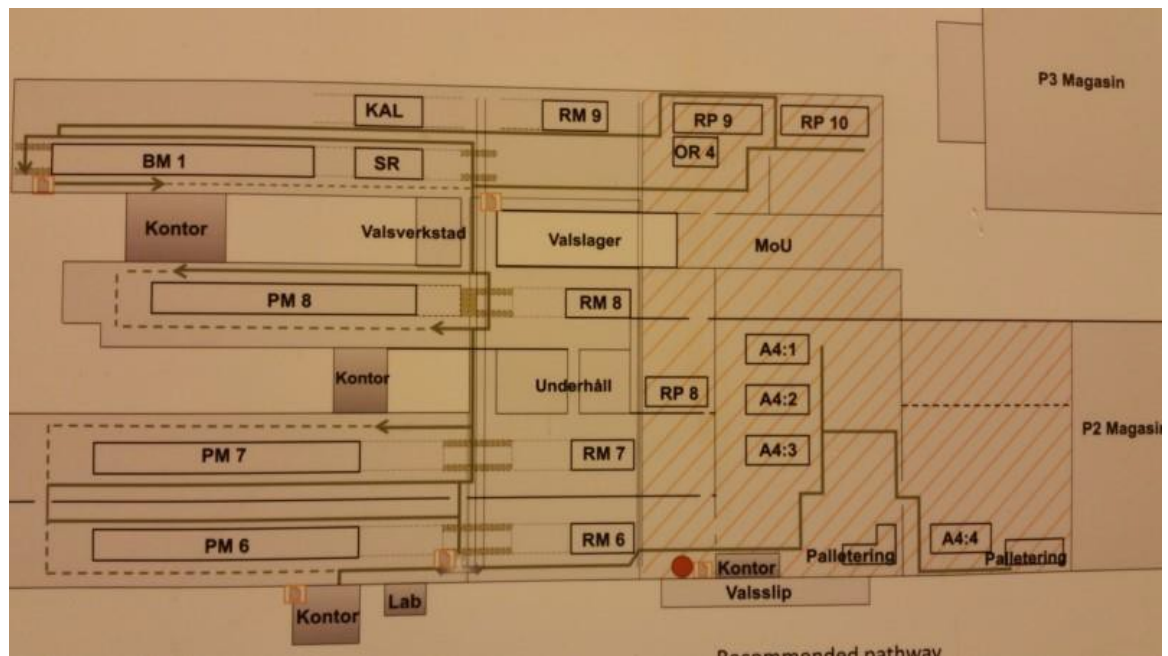 P3 Magasin
KAL
RM 9
RP 9
RP 10
OR 4
BM 1
SR
Kontor
Valsverkstad
Valslager
MoU
PM 8
RM 8
A4:1
Kontor
Underhåll
RP 8
A4:2
P2 Magasin
A4:3
PM 7
RM 7
PM 6
RM 6
A4:4
Palletering
Palletering
Kontor
Valsslip
Lab
Kontor
Recommended pathway